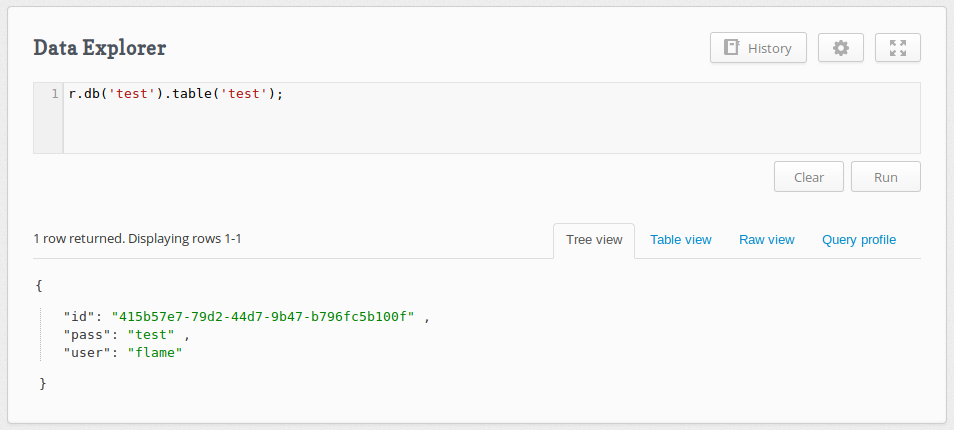 Data Explorer
History
1 r.db('test').table('test');
Clear Run
1 row returned. Displaying rows 1-1
Tree view Table view Raw view Query profile
{
"id": "415b57e7-79d2-44d7-9b47-b796fc5b100f" ,
"pass": "test" ,
"user": "flame"
}